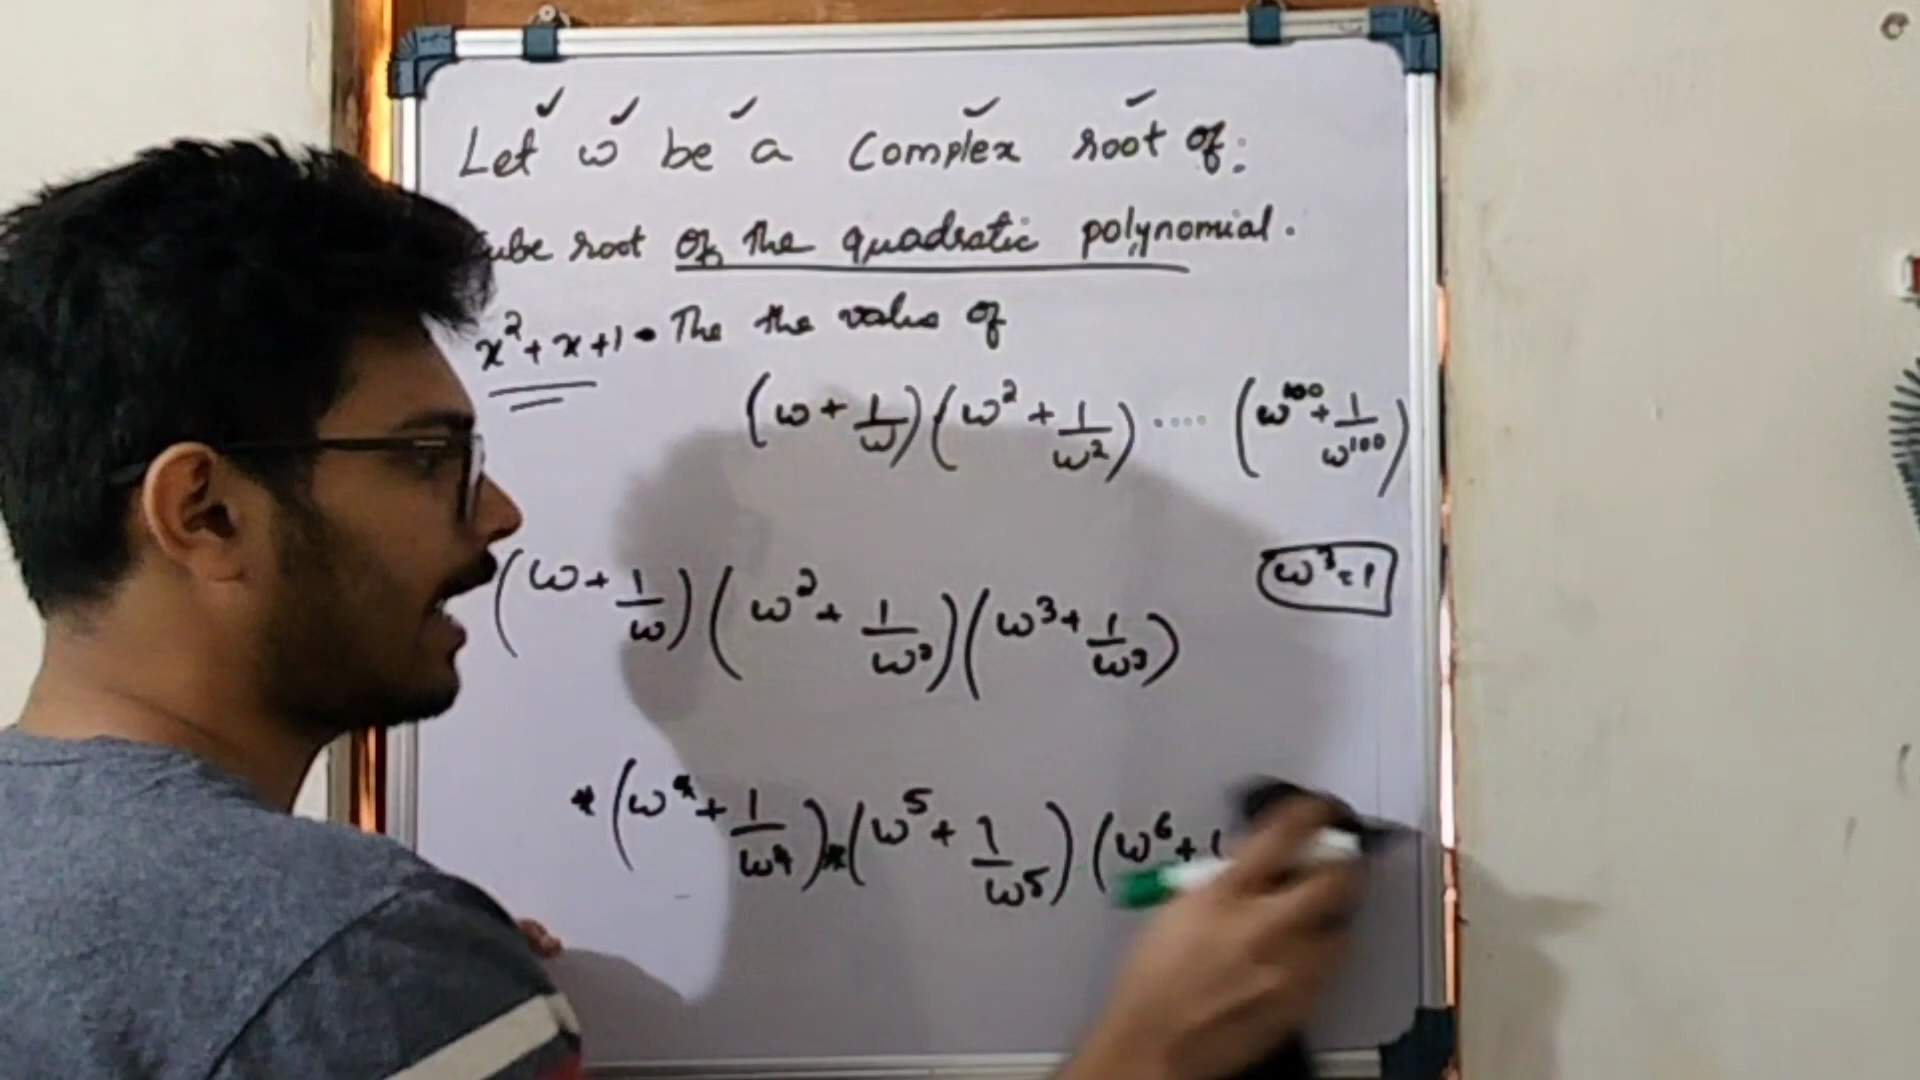 Let ω be a Complex root of:
cube root of the quadratic polynomial.
x² + x + 1. The the value of
(ω + 1/ω)(ω² + 1/ω²) .... (ω¹⁰⁰ + 1/ω¹⁰⁰)
ω³ = 1
(ω + 1/ω)(ω² + 1/ω²)(ω³ + 1/ω³)
* (ω⁴ + 1/ω⁴) * (ω⁵ + 1/ω⁵) (ω⁶ + 1